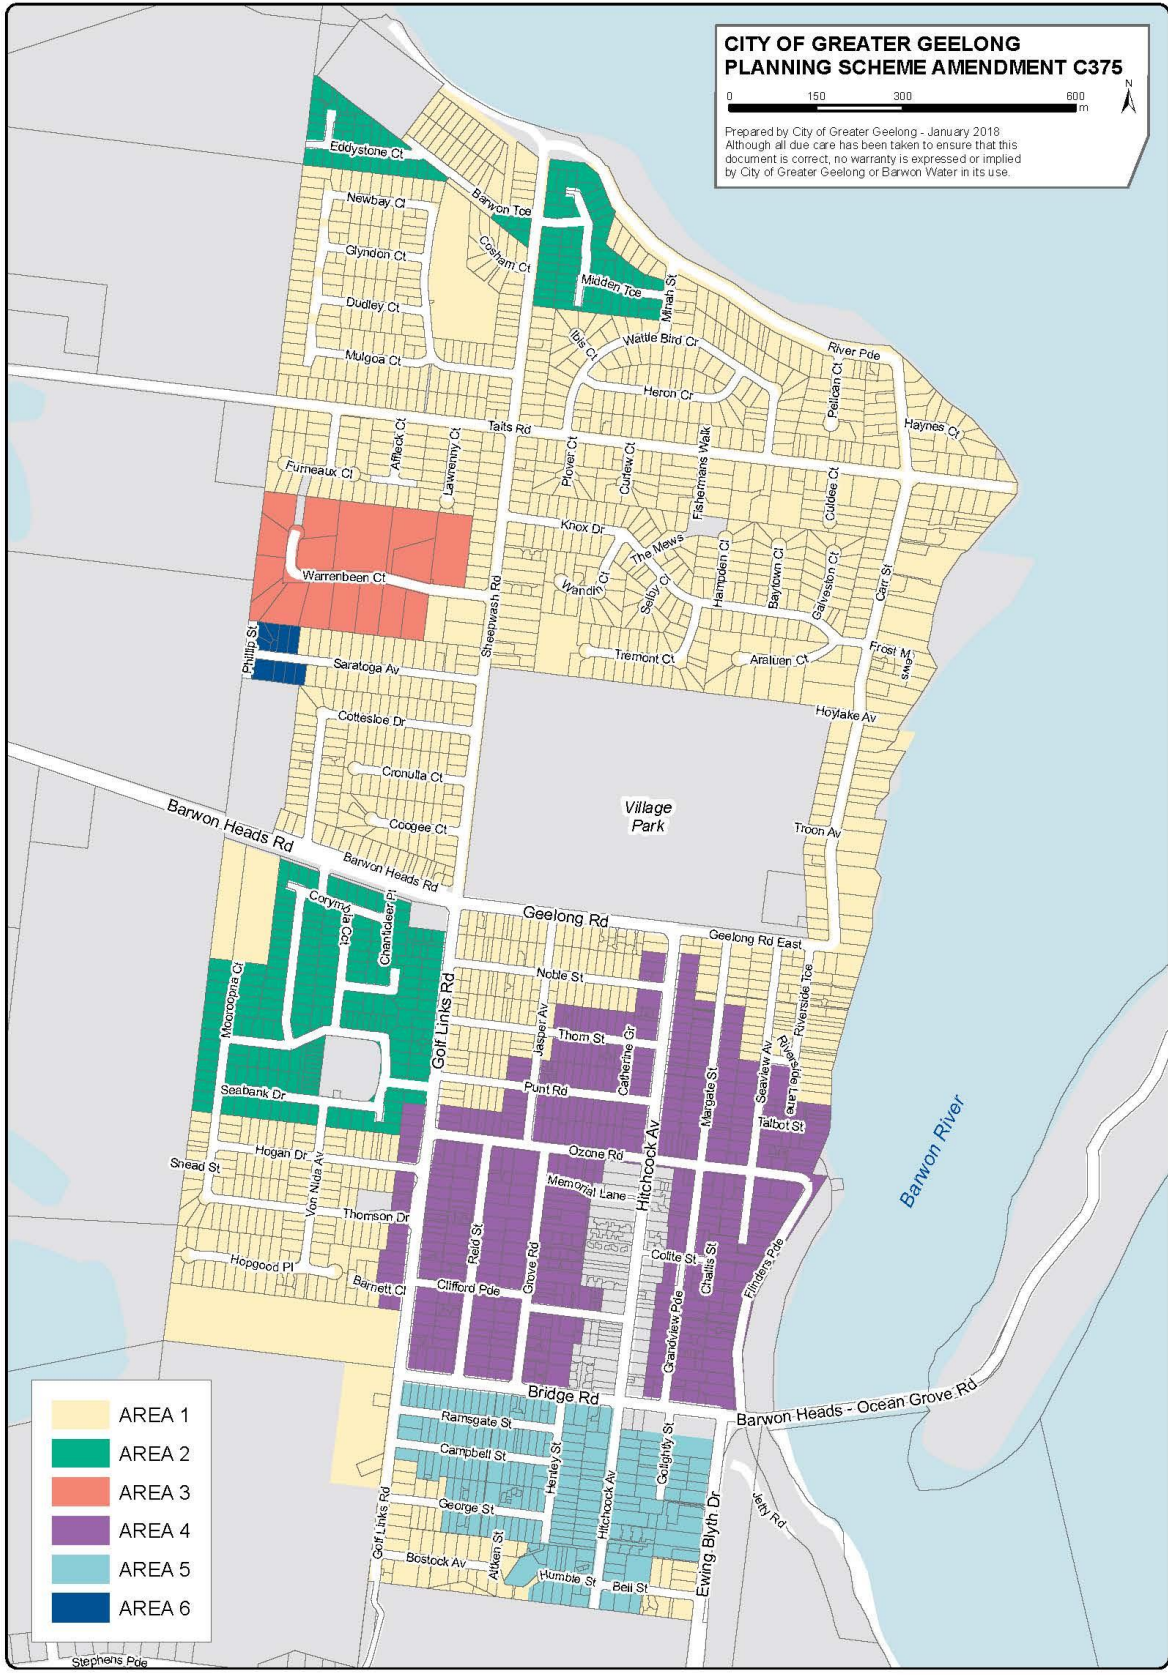 CITY OF GREATER GEELONG
PLANNING SCHEME AMENDMENT C375
0 150 300 600
m
N
Prepared by City of Greater Geelong - January 2018
Although all due care has been taken to ensure that this
document is correct, no warranty is expressed or implied
by City of Greater Geelong or Barwon Water in its use.
Eddystone Ct
Barwon Tce
Newbay Cl
Cosham Ct
Glyndon Ct
Midden Tce
Minah St
Dudley Ct
Mulgoa Ct
Ibis Ct
Wattle Bird Cr
River Pde
Heron Cr
Pelican Ct
Haynes Ct
Taits Rd
Affleck Ct
Lawrenny Ct
Furneaux Cl
Plover Ct
Curlew Ct
Fishermans Walk
Culdee Ct
Knox Dr
The Mews
Wandin Ct
Selby Cl
Hampden Cl
Baytown Cl
Galveston Ct
Carr St
Warrenbeen Ct
Sheepwash Rd
Phillip St
Saratoga Av
Tremont Ct
Araluen Ct
Frost Mews
Cottesloe Dr
Hoylake Av
Cronulla Ct
Coogee Ct
Village
Park
Troon Av
Barwon Heads Rd
Barwon Heads Rd
Geelong Rd
Geelong Rd East
Corymbia Cct
Chanticleer Pl
Mooroopna Ct
Golf Links Rd
Noble St
Jasper Av
Thom St
Catherine Gr
Riverside Tce
Riverside Lane
Seaview Av
Margate St
Punt Rd
Talbot St
Seabank Dr
Hogan Dr
Snead St
Von Nida Av
Thomson Dr
Hopgood Pl
Barnett Cl
Ozone Rd
Memorial Lane
Hitchcock Av
Reid St
Grove Rd
Clifford Pde
Colite St
Challis St
Grandview Pde
Flinders Pde
Barwon River
Bridge Rd
Barwon Heads - Ocean Grove Rd
Ramsgate St
Campbell St
Henley St
Golightly St
George St
Hitchcock Av
Ewing Blyth Dr
Jetty Rd
Golf Links Rd
Bostock Av
Aitken St
Humble St
Bell St
Stephens Pde
AREA 1
AREA 2
AREA 3
AREA 4
AREA 5
AREA 6